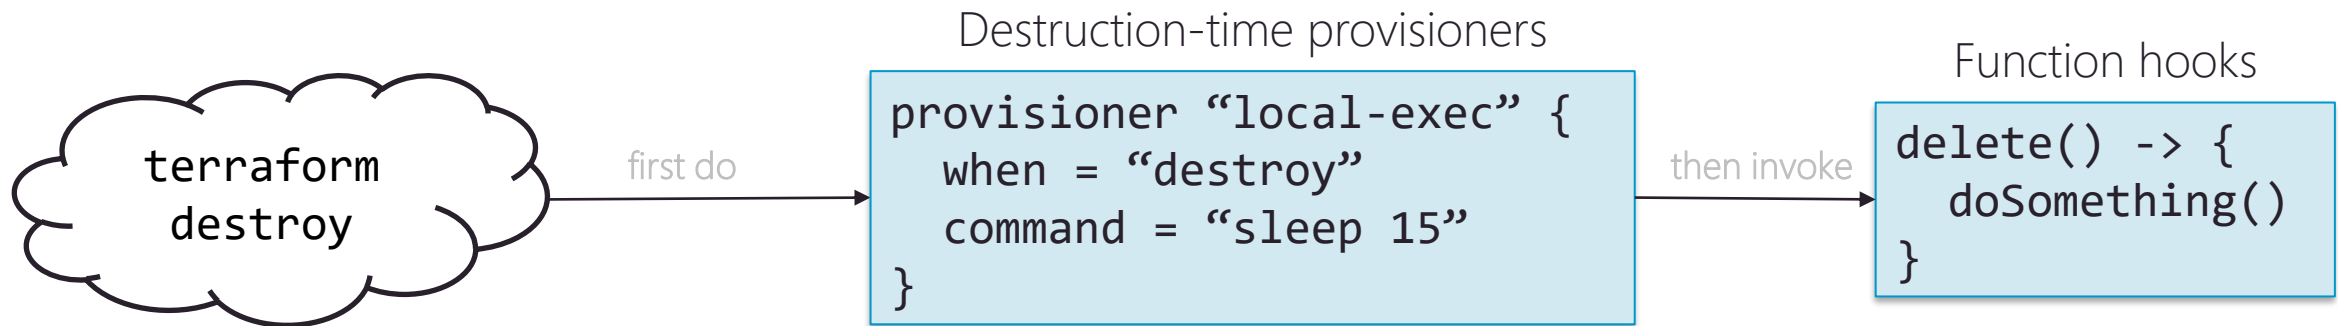 terraform
destroy
first do
Destruction-time provisioners
provisioner “local-exec” {
  when = “destroy”
  command = “sleep 15”
}
then invoke
Function hooks
delete() -> {
  doSomething()
}